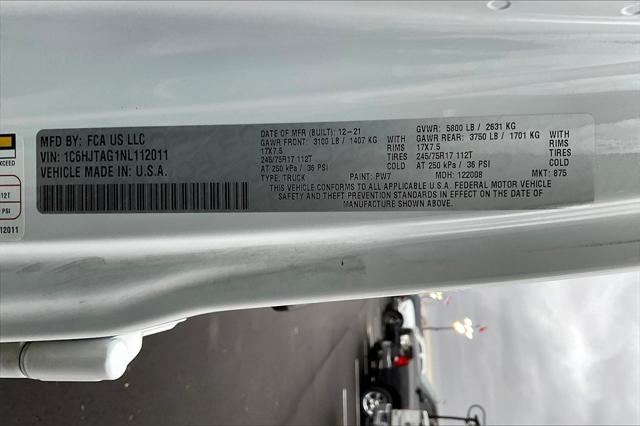 MFD BY: FCA US LLC
VIN: 1C6HJTAG1NL112011
VEHICLE MADE IN U.S.A.
DATE OF MFR (BUILT): 12-21
GAWR FRONT: 3100 LB / 1407 KG WITH
17X7.5 RIMS
245/75R17 112T TIRES
AT 250 kPa / 36 PSI COLD
TYPE: TRUCK PAINT: PW7
GVWR: 5800 LB / 2631 KG
GAWR REAR: 3750 LB / 1701 KG WITH
17X7.5 RIMS
245/75R17 112T TIRES
AT 250 kPa / 36 PSI COLD
MDH: 122008 MKT: 875
THIS VEHICLE CONFORMS TO ALL APPLICABLE U.S.A. FEDERAL MOTOR VEHICLE
SAFETY AND THEFT PREVENTION STANDARDS IN EFFECT ON THE DATE OF
MANUFACTURE SHOWN ABOVE.
XCEED
12T
PSI
12011